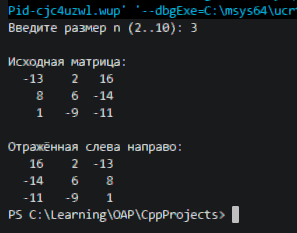 Pid-cjc4uzwl.wup' '--dbgExe=C:\msys64\ucr
Введите размер n (2..10): 3
Исходная матрица:
-13 2 16
8 6 -14
1 -9 -11
Отражённая слева направо:
16 2 -13
-14 6 8
-11 -9 1
PS C:\Learning\OAP\CppProjects>